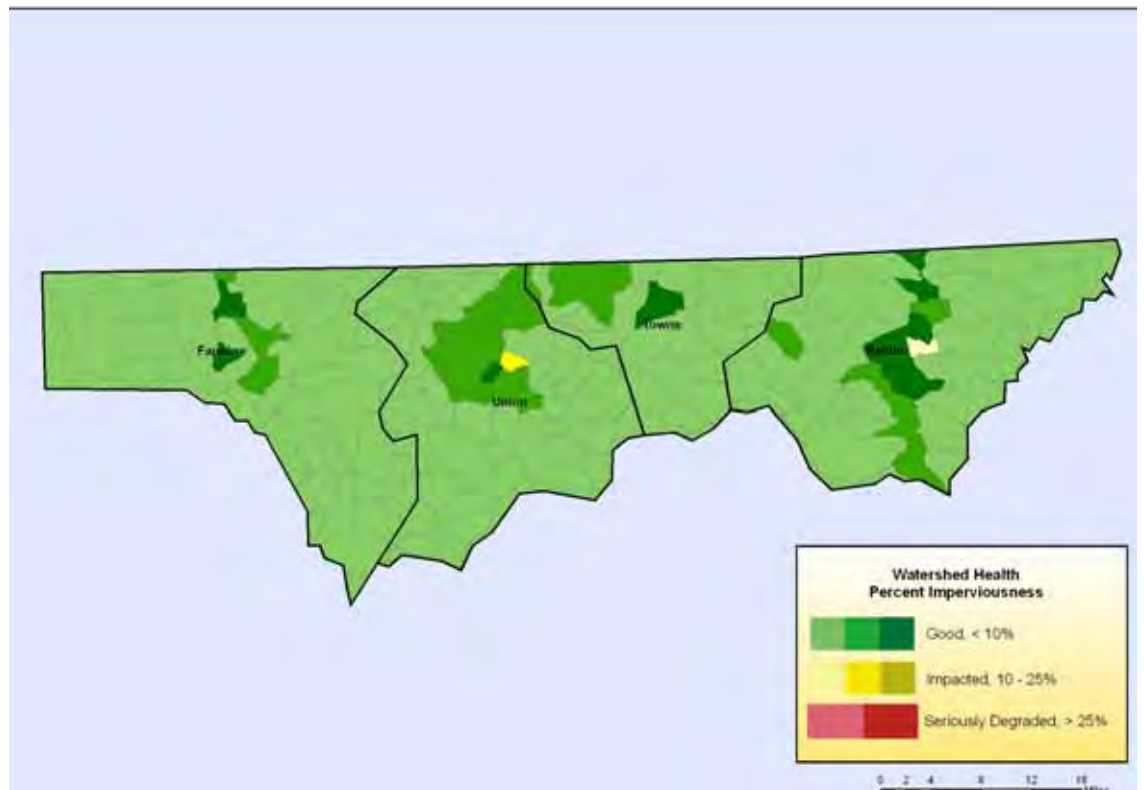 Towns
Fannin
Union
Watershed Health
Percent Imperviousness
Good, < 10%
Impacted, 10 - 25%
Seriously Degraded, > 25%
0 2 4 8 12 16
Miles